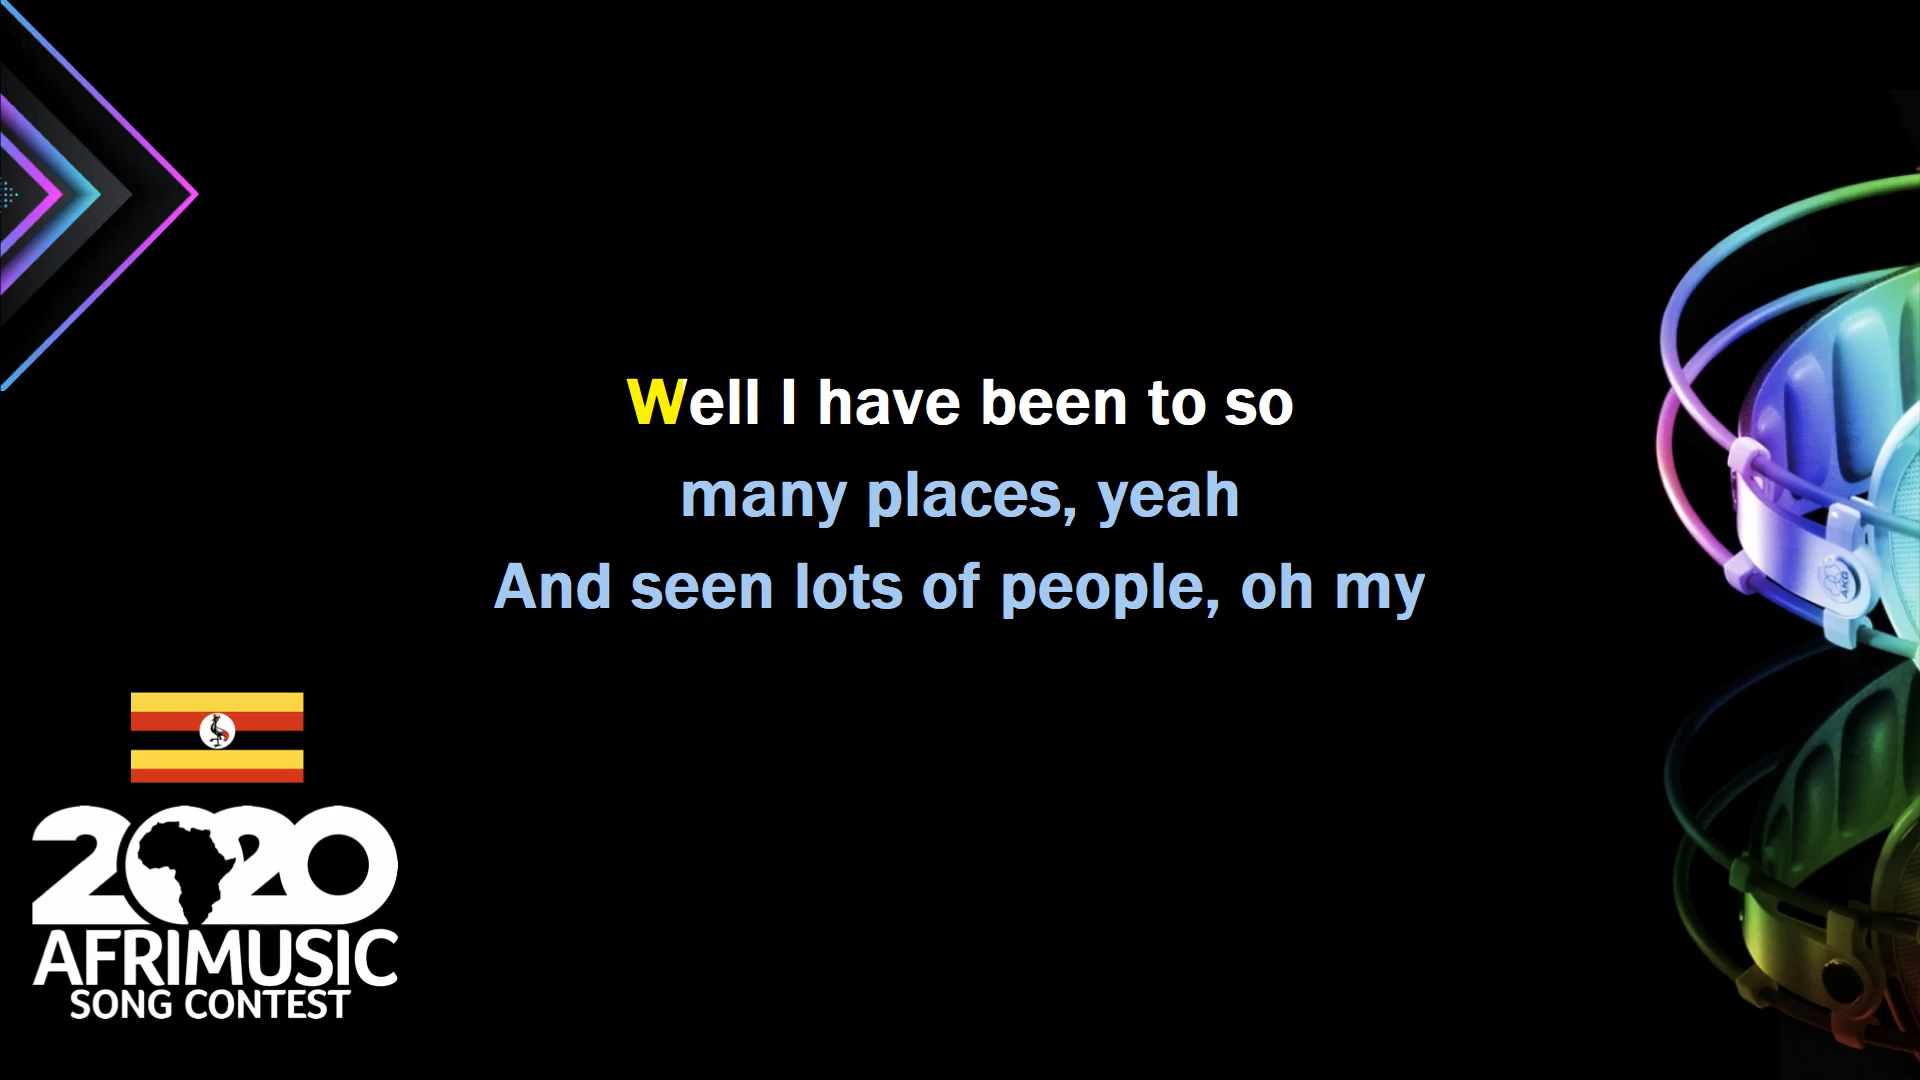 Well I have been to so
many places, yeah
And seen lots of people, oh my
2020
AFRIMUSIC
SONG CONTEST
AKG